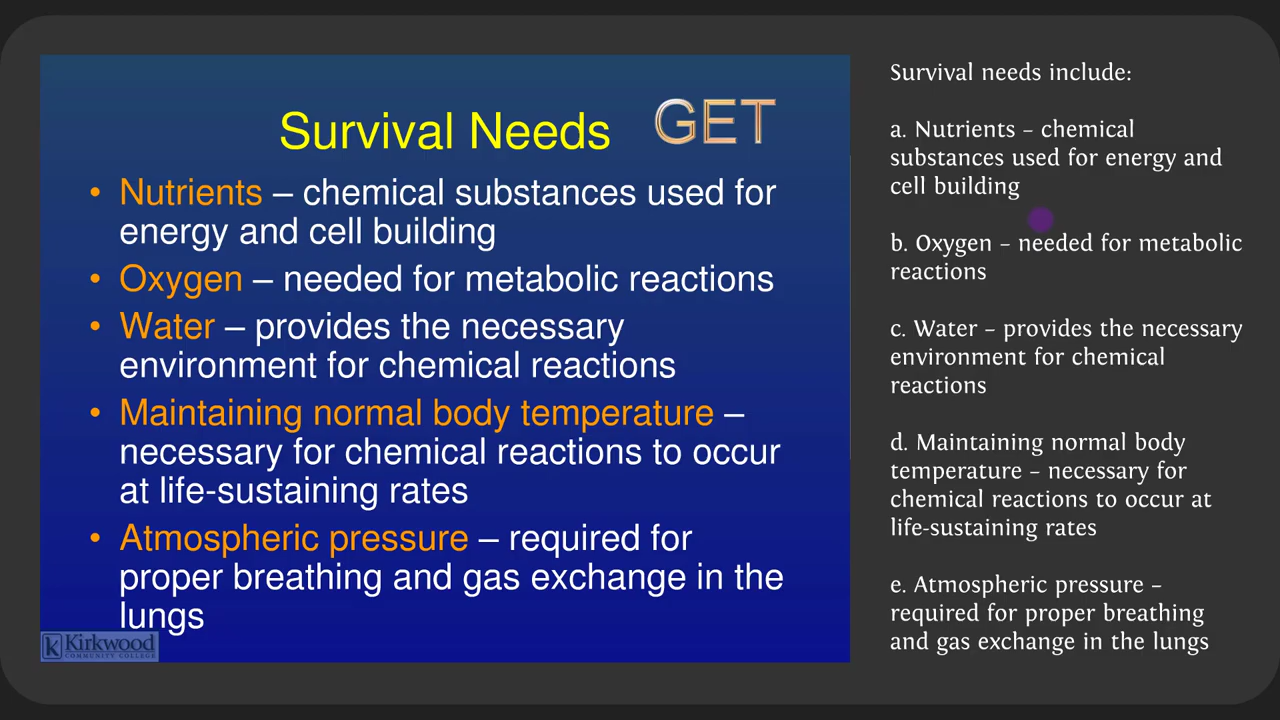 Survival Needs GET
• Nutrients – chemical substances used for
energy and cell building
• Oxygen – needed for metabolic reactions
• Water – provides the necessary
environment for chemical reactions
• Maintaining normal body temperature –
necessary for chemical reactions to occur
at life-sustaining rates
• Atmospheric pressure – required for
proper breathing and gas exchange in the
lungs
Kirkwood
COMMUNITY COLLEGE
Survival needs include:
a. Nutrients – chemical
substances used for energy and
cell building
b. Oxygen – needed for metabolic
reactions
c. Water – provides the necessary
environment for chemical
reactions
d. Maintaining normal body
temperature – necessary for
chemical reactions to occur at
life-sustaining rates
e. Atmospheric pressure –
required for proper breathing
and gas exchange in the lungs